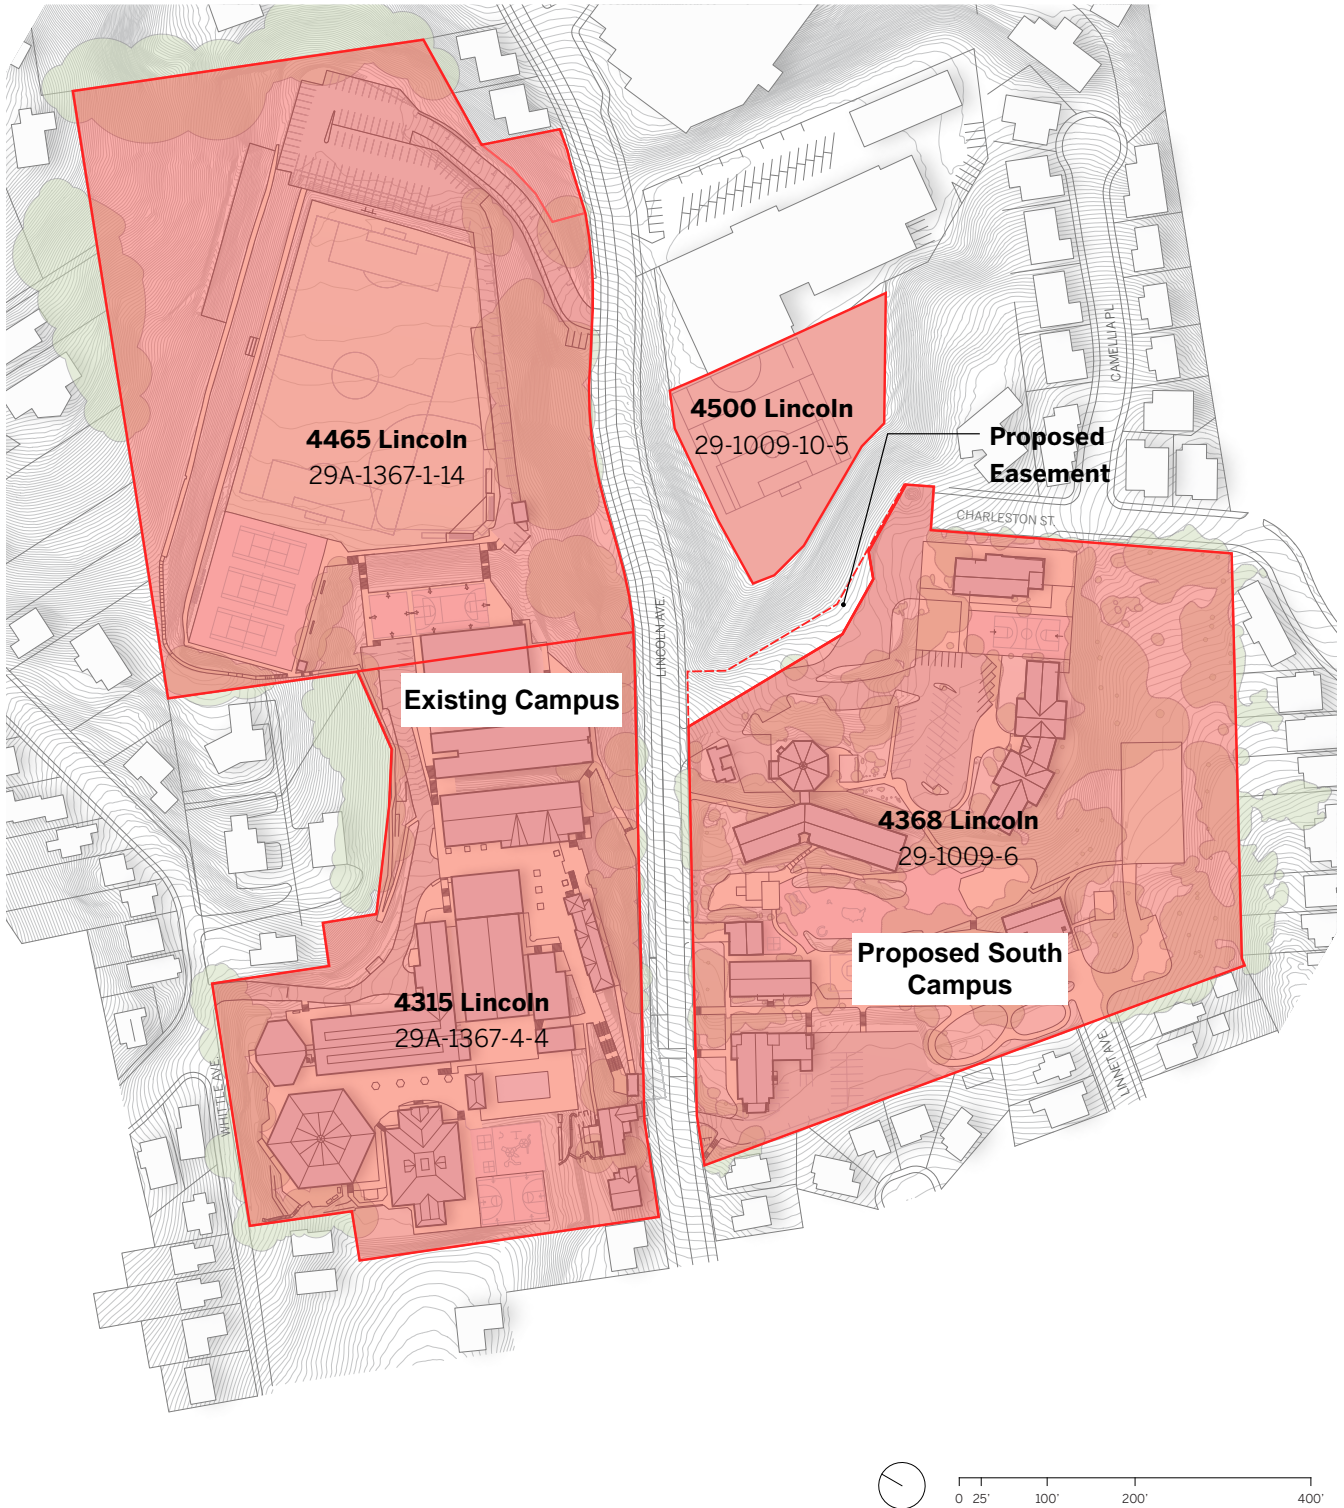 4465 Lincoln
29A-1367-1-14
4500 Lincoln
29-1009-10-5
Proposed
Easement
CAMELLIA PL
CHARLESTON ST.
LINCOLN AVE.
Existing Campus
4368 Lincoln
29-1009-6
Proposed South
Campus
4315 Lincoln
29A-1367-4-4
WHITTLE AVE
LINNET AVE
0 25' 100' 200' 400'